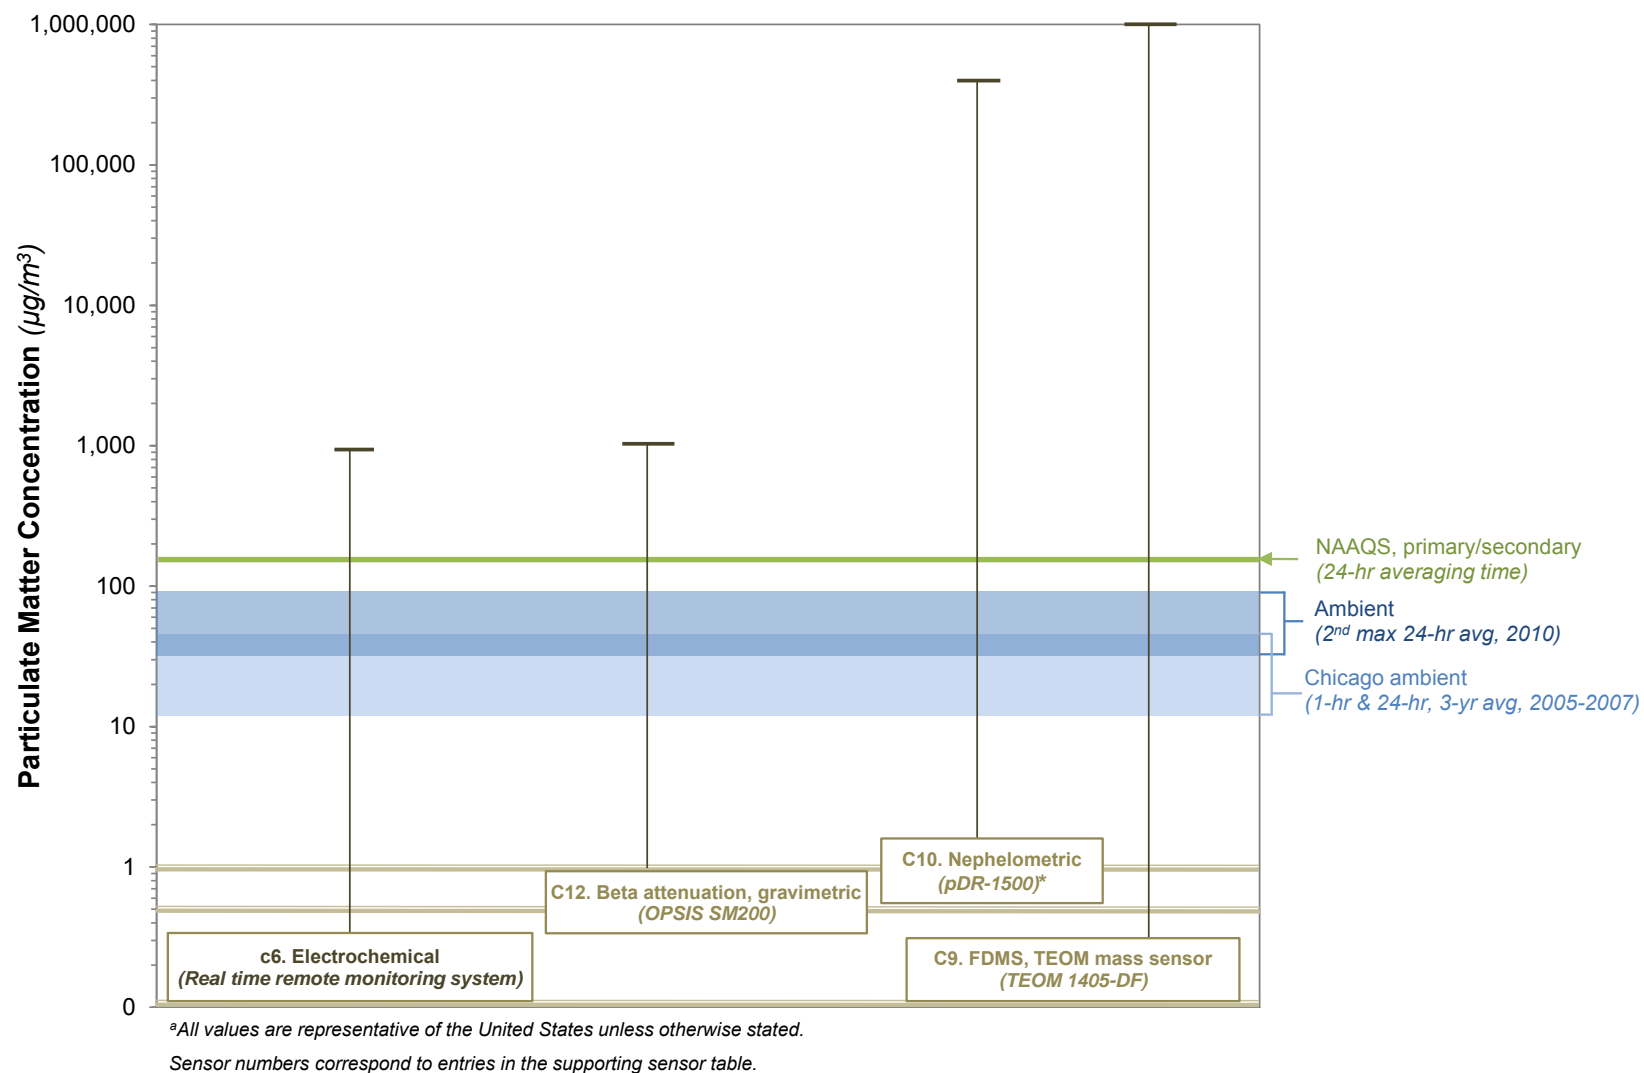 Particulate Matter Concentration (µg/m³)
1,000,000
100,000
10,000
1,000
100
10
1
0
NAAQS, primary/secondary
(24-hr averaging time)
Ambient
(2nd max 24-hr avg, 2010)
Chicago ambient
(1-hr & 24-hr, 3-yr avg, 2005-2007)
C10. Nephelometric
(pDR-1500)*
C12. Beta attenuation, gravimetric
(OPSIS SM200)
c6. Electrochemical
(Real time remote monitoring system)
C9. FDMS, TEOM mass sensor
(TEOM 1405-DF)
ᵃAll values are representative of the United States unless otherwise stated.
Sensor numbers correspond to entries in the supporting sensor table.